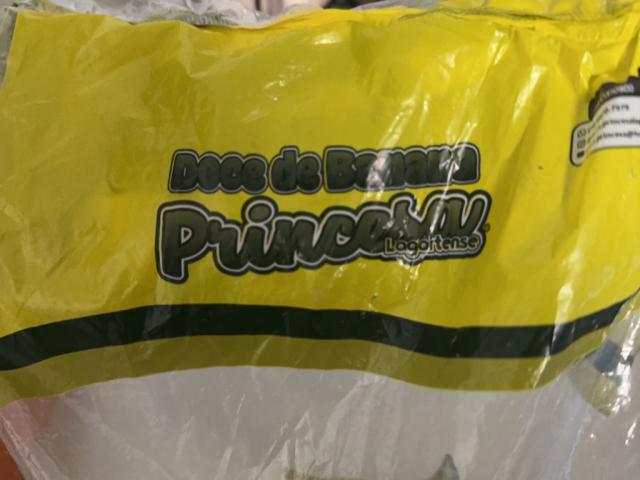 Doce de Banana
Princesa
Lagartense